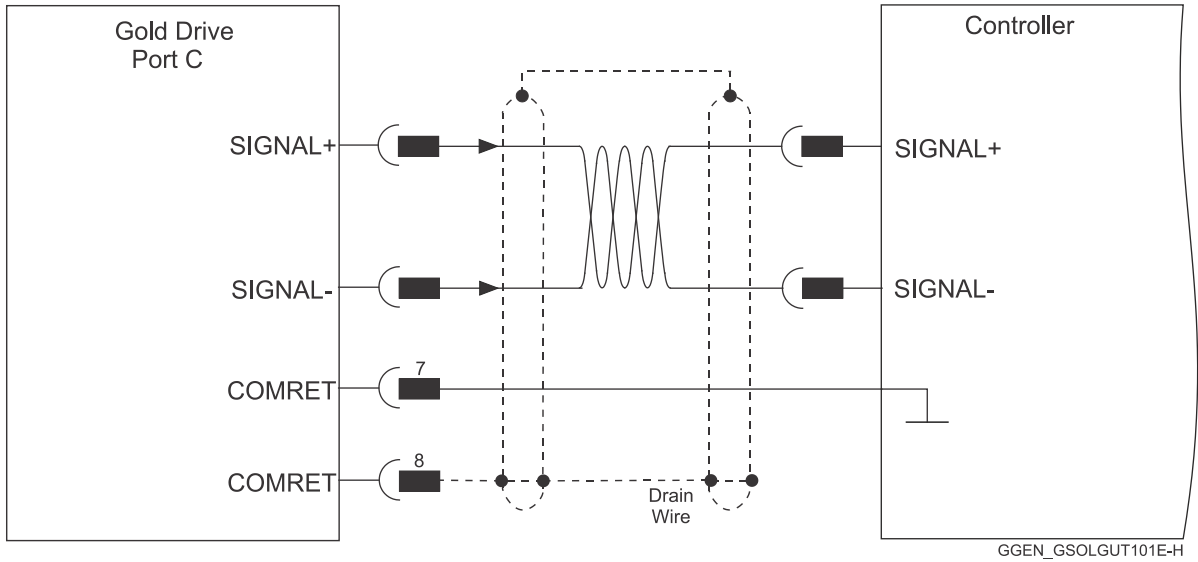 Gold Drive
Port C
Controller
SIGNAL+
SIGNAL+
SIGNAL-
SIGNAL-
COMRET
7
COMRET
8
Drain
Wire
GGEN_GSOLGUT101E-H